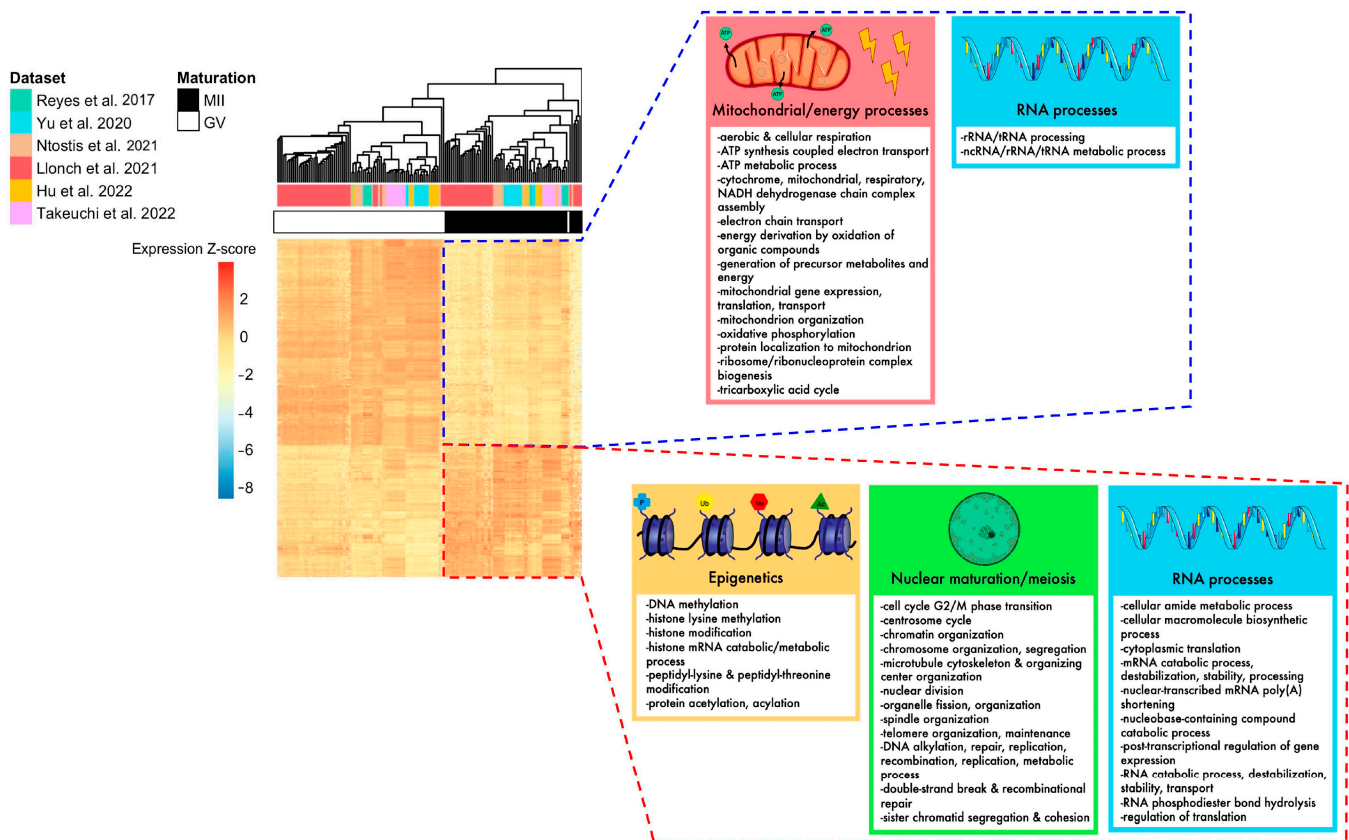 Dataset
Reyes et al. 2017
Yu et al. 2020
Ntostis et al. 2021
Llonch et al. 2021
Hu et al. 2022
Takeuchi et al. 2022
Maturation
MII
GV
Expression Z-score
2
0
-2
-4
-6
-8
ATP
ATP
ATP
Mitochondrial/energy processes
-aerobic & cellular respiration
-ATP synthesis coupled electron transport
-ATP metabolic process
-cytochrome, mitochondrial, respiratory,
NADH dehydrogenase chain complex
assembly
-electron chain transport
-energy derivation by oxidation of
organic compounds
-generation of precursor metabolites and
energy
-mitochondrial gene expression,
translation, transport
-mitochondrion organization
-oxidative phosphorylation
-protein localization to mitochondrion
-ribosome/ribonucleoprotein complex
biogenesis
-tricarboxylic acid cycle
RNA processes
-rRNA/tRNA processing
-ncRNA/rRNA/tRNA metabolic process
P
Ub
Me
Ac
Epigenetics
-DNA methylation
-histone lysine methylation
-histone modification
-histone mRNA catabolic/metabolic
process
-peptidyl-lysine & peptidyl-threonine
modification
-protein acetylation, acylation
Nuclear maturation/meiosis
-cell cycle G2/M phase transition
-centrosome cycle
-chromatin organization
-chromosome organization, segregation
-microtubule cytoskeleton & organizing
center organization
-nuclear division
-organelle fission, organization
-spindle organization
-telomere organization, maintenance
-DNA alkylation, repair, replication,
recombination, replication, metabolic
process
-double-strand break & recombinational
repair
-sister chromatid segregation & cohesion
RNA processes
-cellular amide metabolic process
-cellular macromolecule biosynthetic
process
-cytoplasmic translation
-mRNA catabolic process,
destabilization, stability, processing
-nuclear-transcribed mRNA poly(A)
shortening
-nucleobase-containing compound
catabolic process
-post-transcriptional regulation of gene
expression
-RNA catabolic process, destabilization,
stability, transport
-RNA phosphodiester bond hydrolysis
-regulation of translation